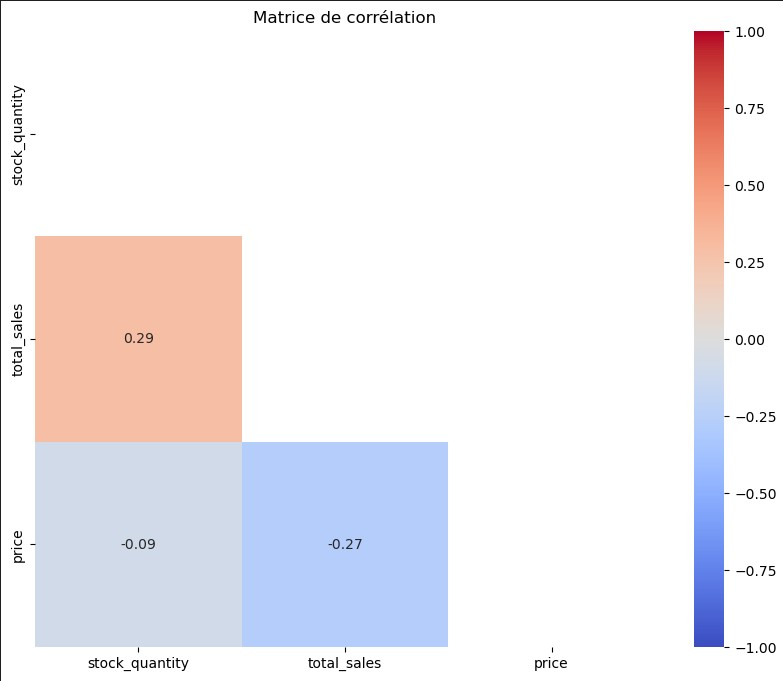 Matrice de corrélation
stock_quantity
total_sales
price
0.29
-0.09
-0.27
stock_quantity
total_sales
price
1.00
0.75
0.50
0.25
0.00
−0.25
−0.50
−0.75
−1.00